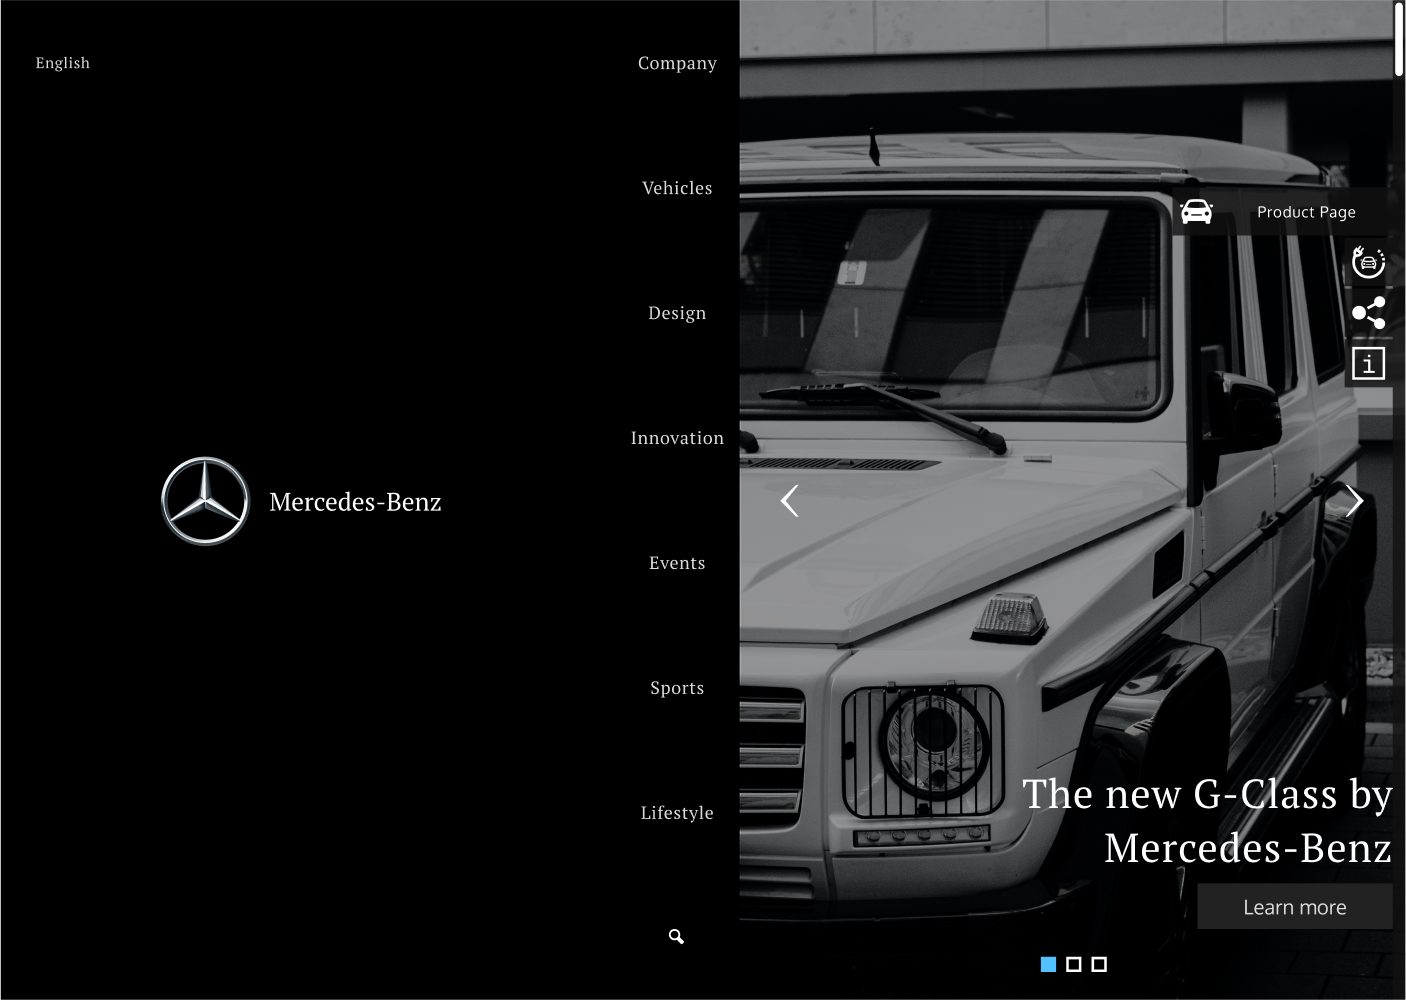 English
Company
Vehicles
Design
Innovation
Events
Sports
Lifestyle
Mercedes-Benz
Product Page
i
The new G-Class by
Mercedes-Benz
Learn more